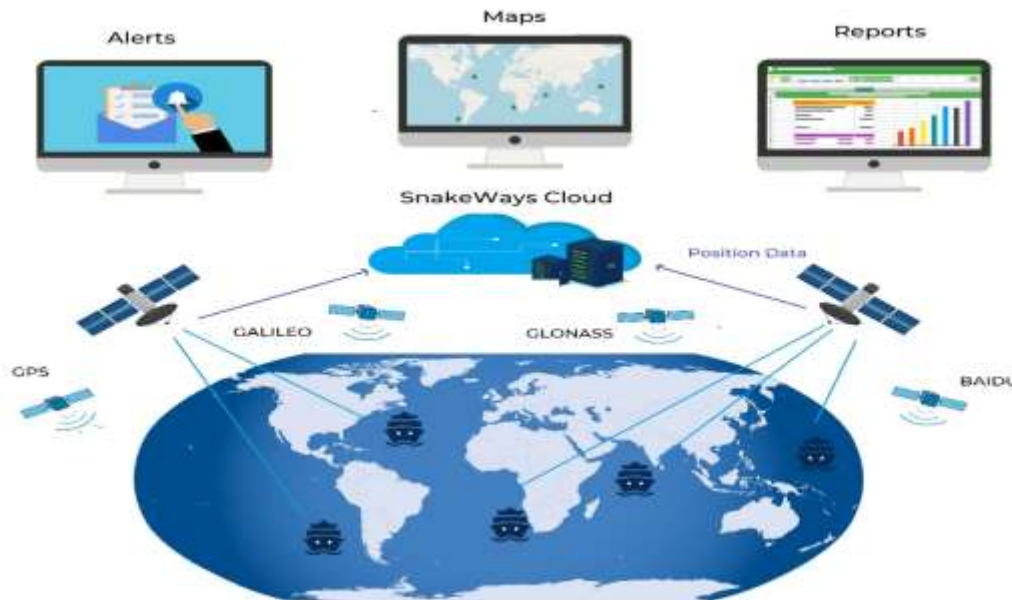 Maps
Alerts
Reports
SnakeWays Cloud
Position Data
GALILEO
GLONASS
GPS
BAIDU